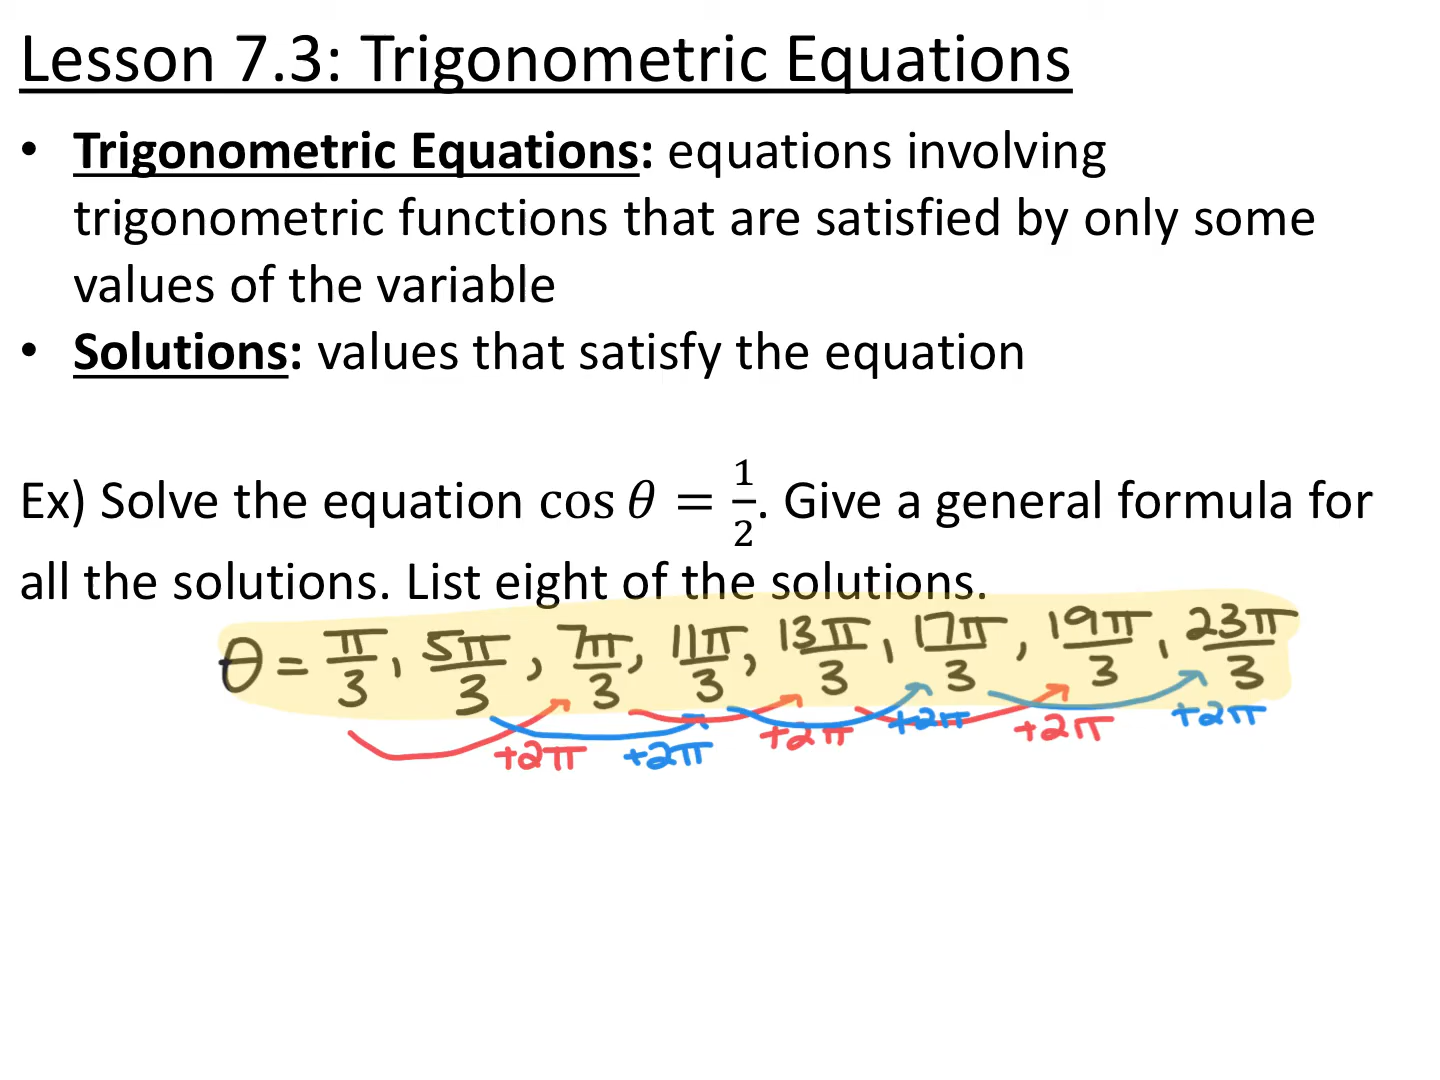 Lesson 7.3: Trigonometric Equations
• Trigonometric Equations: equations involving
trigonometric functions that are satisfied by only some
values of the variable
• Solutions: values that satisfy the equation
Ex) Solve the equation cos θ = 1/2. Give a general formula for
all the solutions. List eight of the solutions.
θ = π/3, 5π/3, 7π/3, 11π/3, 13π/3, 17π/3, 19π/3, 23π/3
+2π +2π +2π +2π +2π +2π